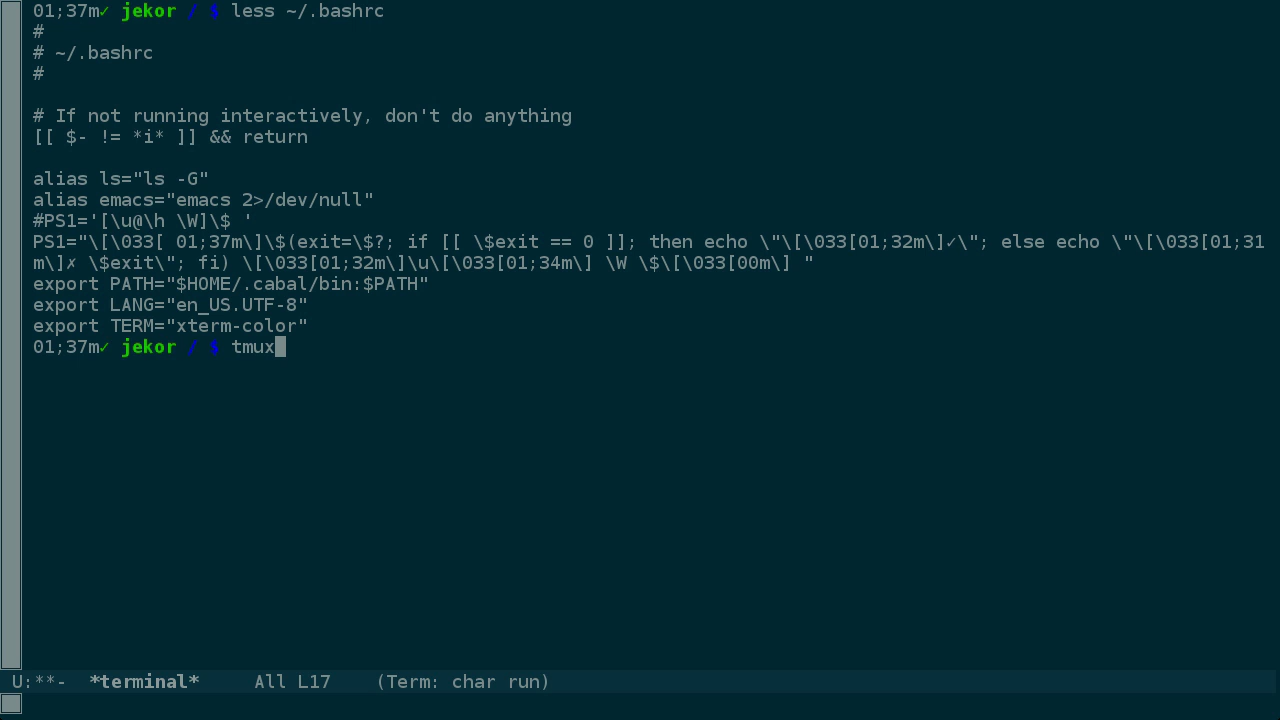 01;37m✓ jekor / $ less ~/.bashrc
#
# ~/.bashrc
#
# If not running interactively, don't do anything
[[ $- != *i* ]] && return
alias ls="ls -G"
alias emacs="emacs 2>/dev/null"
#PS1='[\u@\h \W]\$ '
PS1="\[\033[ 01;37m\]\$(exit=\$?; if [[ \$exit == 0 ]]; then echo \"\[\033[01;32m\]✓\"; else echo \"\[\033[01;31
m\]✗ \$exit\"; fi) \[\033[01;32m\]\u\[\033[01;34m\] \W \$\[\033[00m\] "
export PATH="$HOME/.cabal/bin:$PATH"
export LANG="en_US.UTF-8"
export TERM="xterm-color"
01;37m✓ jekor / $ tmux
U:**-  *terminal*     All L17    (Term: char run)